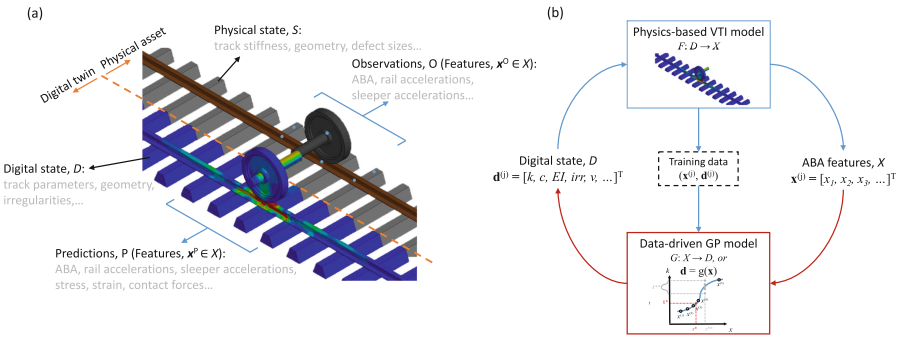 (a)
Physical state, S:
track stiffness, geometry, defect sizes...
Physical asset
Digital twin
Observations, O (Features, xᴼ ∈ X):
ABA, rail accelerations,
sleeper accelerations...
Digital state, D:
track parameters, geometry,
irregularities,...
Predictions, P (Features, xᴾ ∈ X):
ABA, rail accelerations, sleeper accelerations,
stress, strain, contact forces...
(b)
Physics-based VTI model
F: D → X
Digital state, D
d⁽ʲ⁾ = [k, c, EI, irr, v, ...]ᵀ
Training data
(x⁽ʲ⁾, d⁽ʲ⁾)
ABA features, X
x⁽ʲ⁾ = [x₁, x₂, x₃, ...]ᵀ
Data-driven GP model
G: X → D, or
d = g(x)
k
x